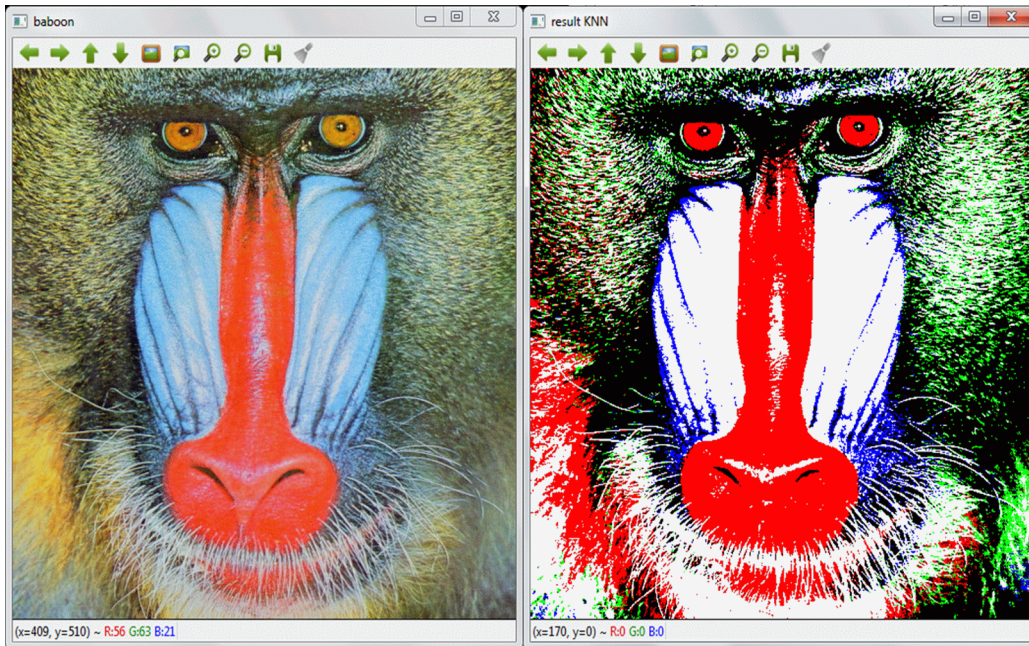 baboon
result KNN
(x=409, y=510) ~ R:56 G:63 B:21
(x=170, y=0) ~ R:0 G:0 B:0